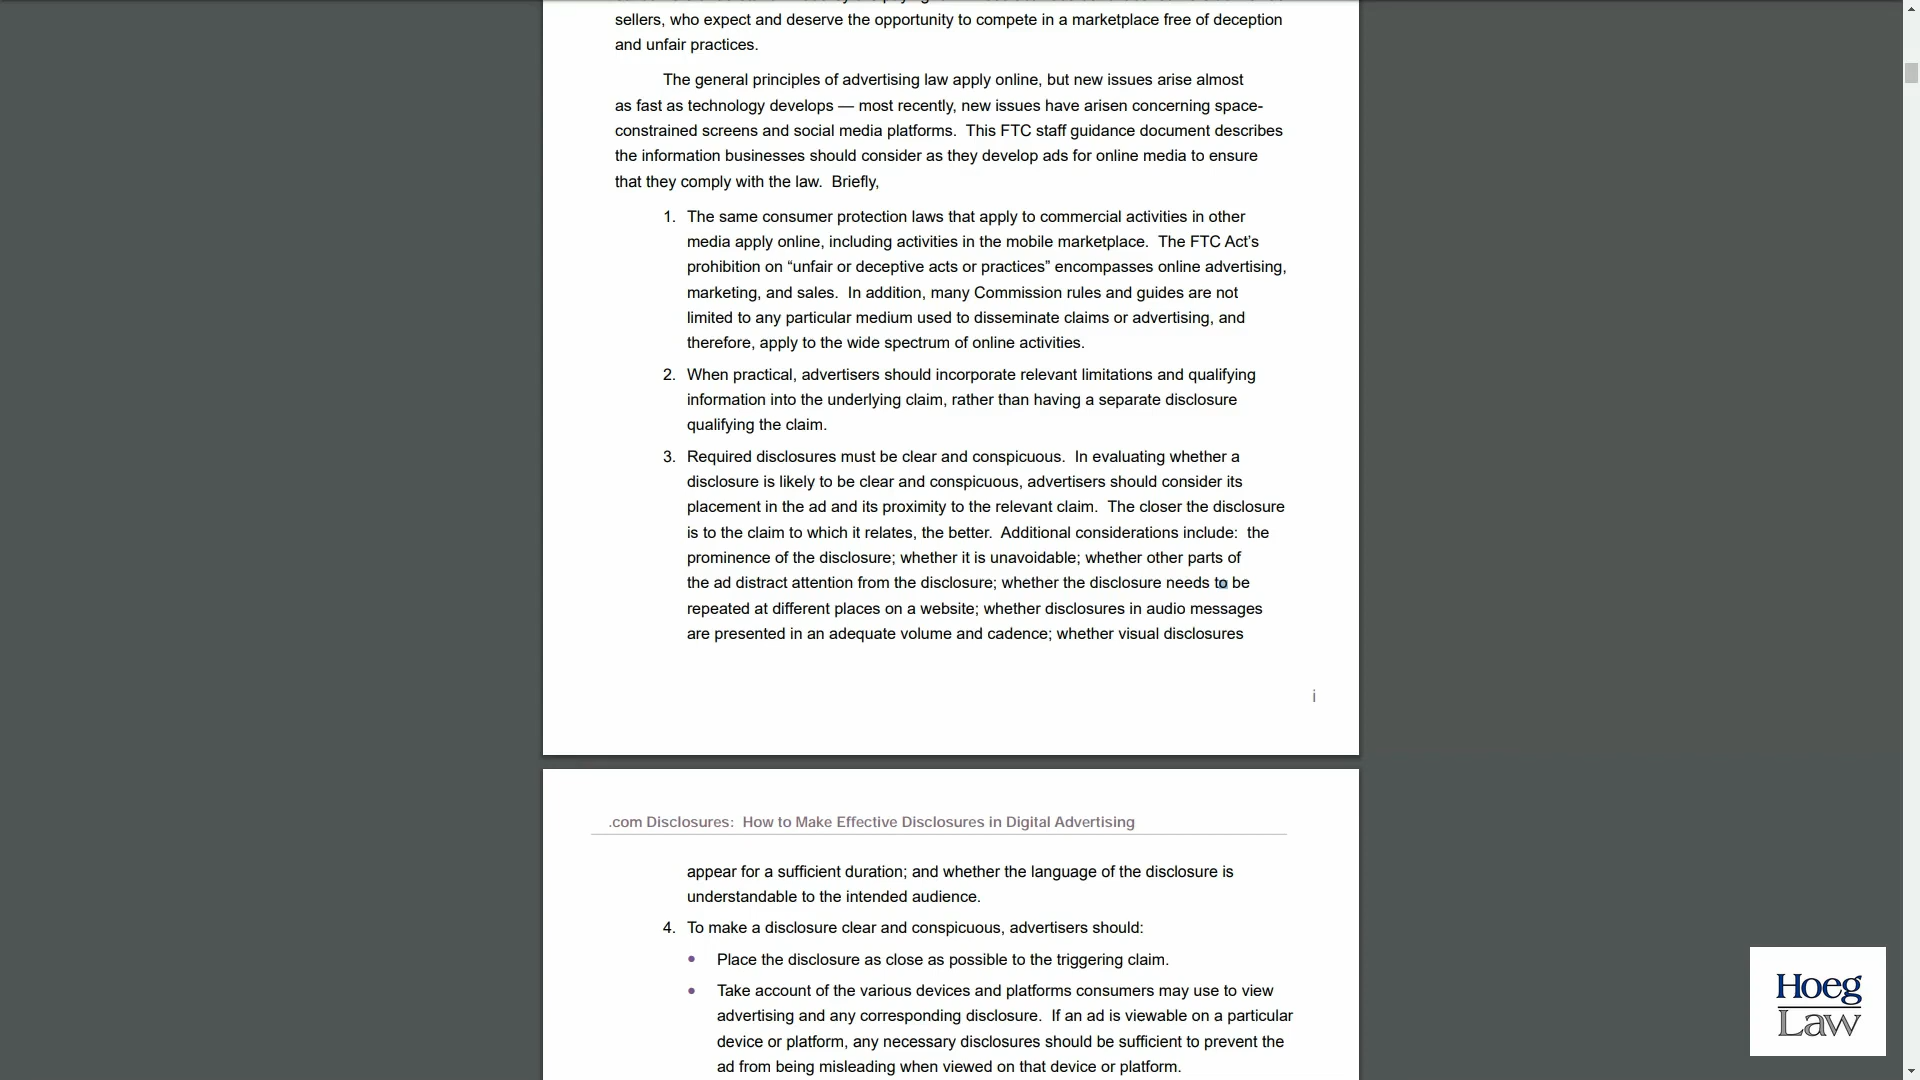 sellers, who expect and deserve the opportunity to compete in a marketplace free of deception
and unfair practices.
The general principles of advertising law apply online, but new issues arise almost
as fast as technology develops — most recently, new issues have arisen concerning space-
constrained screens and social media platforms.  This FTC staff guidance document describes
the information businesses should consider as they develop ads for online media to ensure
that they comply with the law.  Briefly,
1. The same consumer protection laws that apply to commercial activities in other
media apply online, including activities in the mobile marketplace.  The FTC Act’s
prohibition on “unfair or deceptive acts or practices” encompasses online advertising,
marketing, and sales.  In addition, many Commission rules and guides are not
limited to any particular medium used to disseminate claims or advertising, and
therefore, apply to the wide spectrum of online activities.
2. When practical, advertisers should incorporate relevant limitations and qualifying
information into the underlying claim, rather than having a separate disclosure
qualifying the claim.
3. Required disclosures must be clear and conspicuous.  In evaluating whether a
disclosure is likely to be clear and conspicuous, advertisers should consider its
placement in the ad and its proximity to the relevant claim.  The closer the disclosure
is to the claim to which it relates, the better.  Additional considerations include:  the
prominence of the disclosure; whether it is unavoidable; whether other parts of
the ad distract attention from the disclosure; whether the disclosure needs to be
repeated at different places on a website; whether disclosures in audio messages
are presented in an adequate volume and cadence; whether visual disclosures
i
.com Disclosures:  How to Make Effective Disclosures in Digital Advertising
appear for a sufficient duration; and whether the language of the disclosure is
understandable to the intended audience.
4. To make a disclosure clear and conspicuous, advertisers should:
• Place the disclosure as close as possible to the triggering claim.
• Take account of the various devices and platforms consumers may use to view
advertising and any corresponding disclosure.  If an ad is viewable on a particular
device or platform, any necessary disclosures should be sufficient to prevent the
ad from being misleading when viewed on that device or platform.
Hoeg
Law